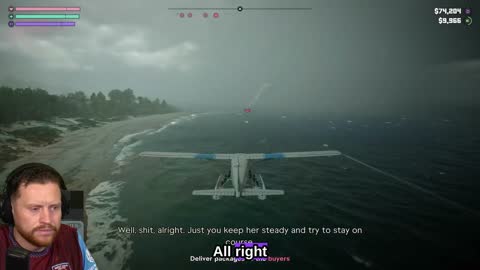 $74,204
$9,966
Well, shit, alright. Just you keep her steady and try to stay on
course.
All right
Deliver packages the buyers